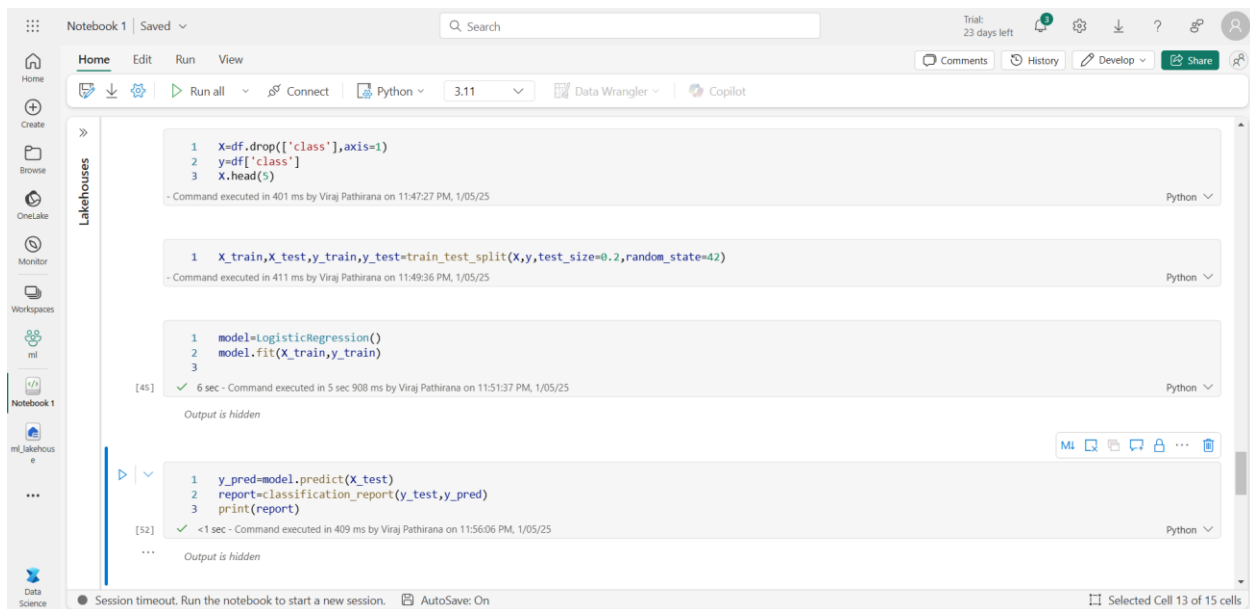 Notebook 1 | Saved
Search
Trial:
23 days left
3
Home Edit Run View
Comments History Develop Share
Run all Connect Python 3.11 Data Wrangler Copilot
Home
Create
Browse
OneLake
Monitor
Workspaces
ml
Notebook 1
ml_lakehous
e
...
Data
Science
Lakehouses
1 X=df.drop(['class'],axis=1)
2 y=df['class']
3 X.head(5)
- Command executed in 401 ms by Viraj Pathirana on 11:47:27 PM, 1/05/25 Python
1 X_train,X_test,y_train,y_test=train_test_split(X,y,test_size=0.2,random_state=42)
- Command executed in 411 ms by Viraj Pathirana on 11:49:36 PM, 1/05/25 Python
1 model=LogisticRegression()
2 model.fit(X_train,y_train)
3
[45] 6 sec - Command executed in 5 sec 908 ms by Viraj Pathirana on 11:51:37 PM, 1/05/25 Python
Output is hidden
M↓ ...
1 y_pred=model.predict(X_test)
2 report=classification_report(y_test,y_pred)
3 print(report)
[52] <1 sec - Command executed in 409 ms by Viraj Pathirana on 11:56:06 PM, 1/05/25 Python
... Output is hidden
Session timeout. Run the notebook to start a new session. AutoSave: On Selected Cell 13 of 15 cells